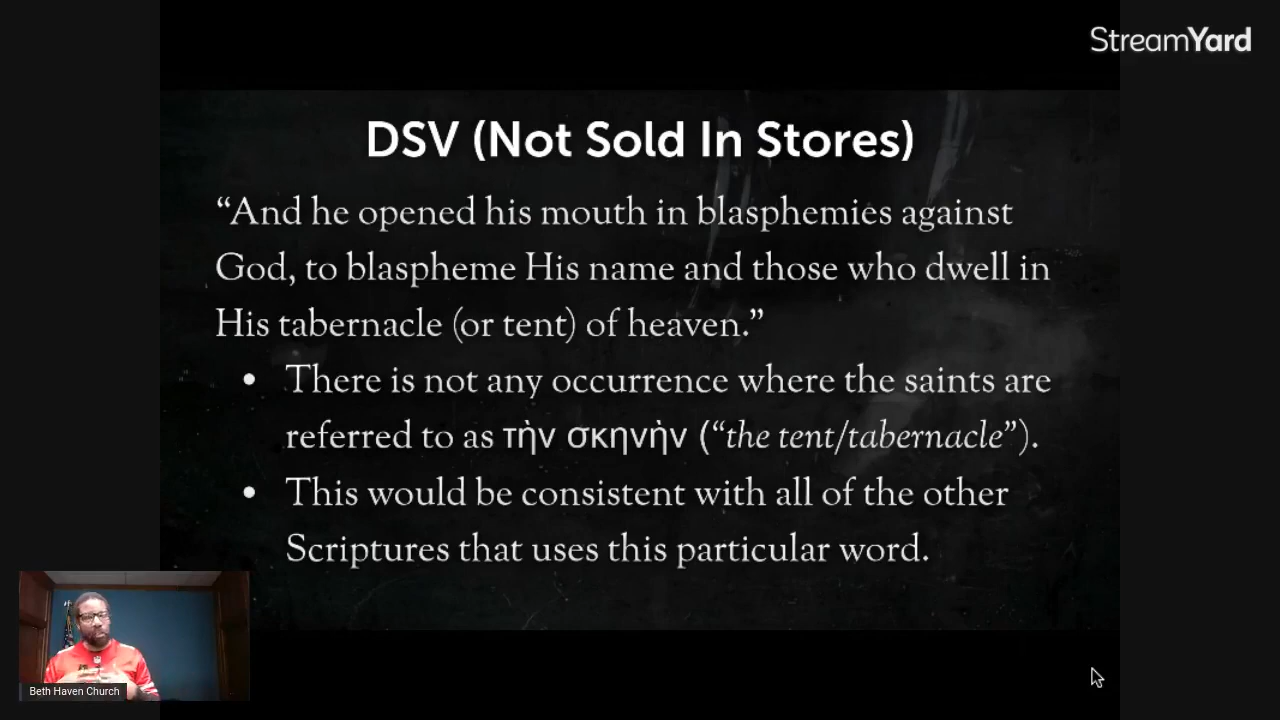 StreamYard
DSV (Not Sold In Stores)
“And he opened his mouth in blasphemies against
God, to blaspheme His name and those who dwell in
His tabernacle (or tent) of heaven.”
• There is not any occurrence where the saints are
referred to as τὴν σκηνὴν (“the tent/tabernacle”).
• This would be consistent with all of the other
Scriptures that uses this particular word.
Beth Haven Church